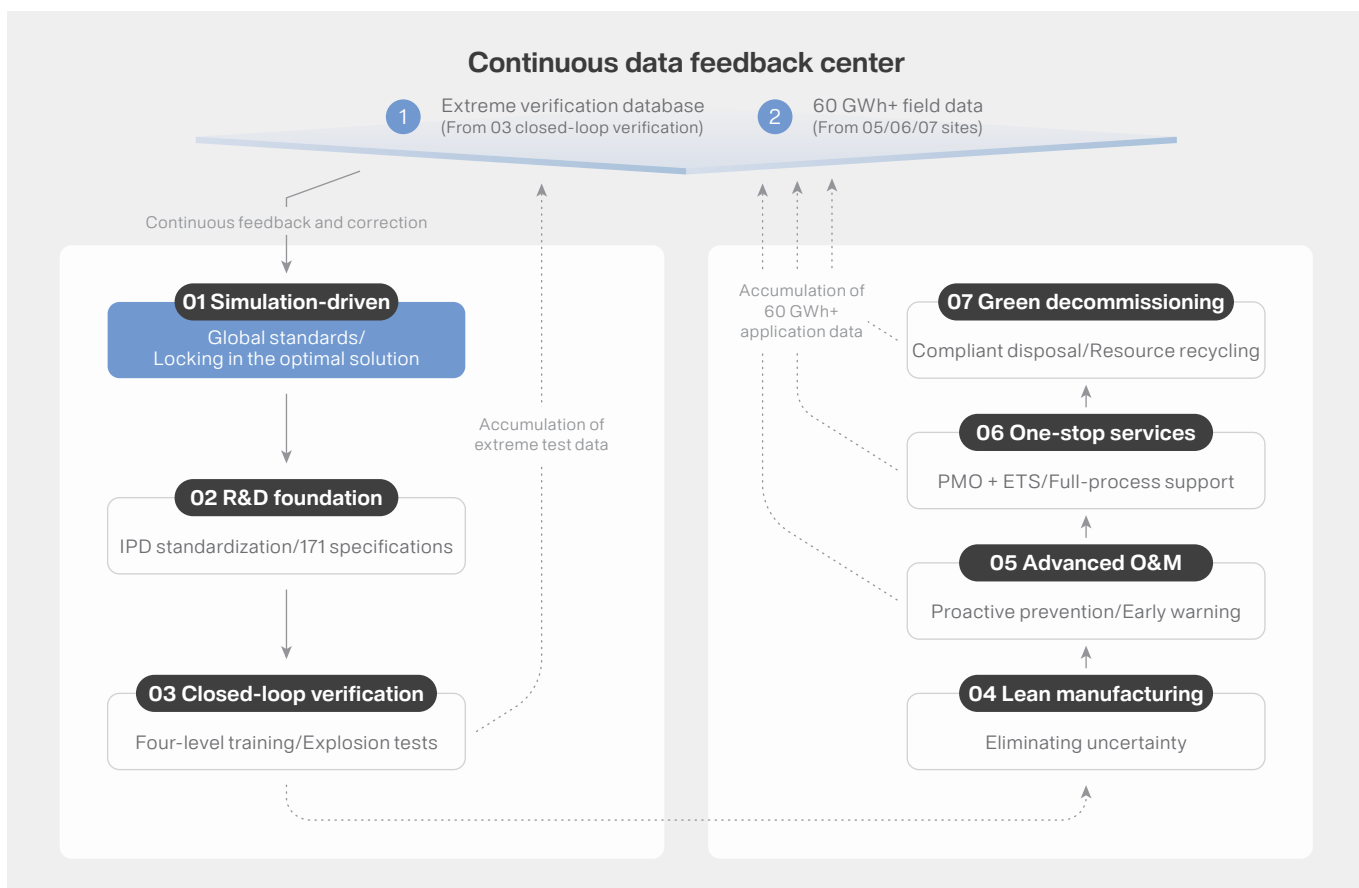 Continuous data feedback center
1
Extreme verification database
(From 03 closed-loop verification)
2
60 GWh+ field data
(From 05/06/07 sites)
Continuous feedback and correction
01 Simulation-driven
Global standards/
Locking in the optimal solution
02 R&D foundation
IPD standardization/171 specifications
03 Closed-loop verification
Four-level training/Explosion tests
Accumulation of
extreme test data
Accumulation of
60 GWh+
application data
07 Green decommissioning
Compliant disposal/Resource recycling
06 One-stop services
PMO + ETS/Full-process support
05 Advanced O&M
Proactive prevention/Early warning
04 Lean manufacturing
Eliminating uncertainty